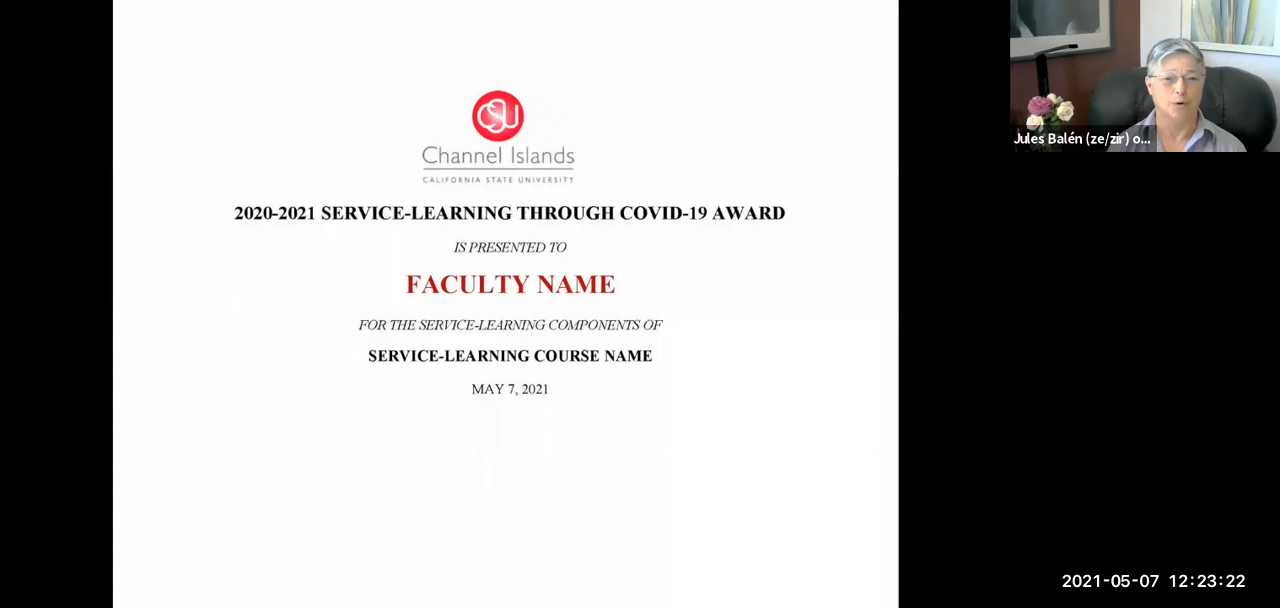 CSU
Channel Islands
CALIFORNIA STATE UNIVERSITY
2020-2021 SERVICE-LEARNING THROUGH COVID-19 AWARD
IS PRESENTED TO
FACULTY NAME
FOR THE SERVICE-LEARNING COMPONENTS OF
SERVICE-LEARNING COURSE NAME
MAY 7, 2021
Jules Balén (ze/zir) o...
2021-05-07 12:23:22